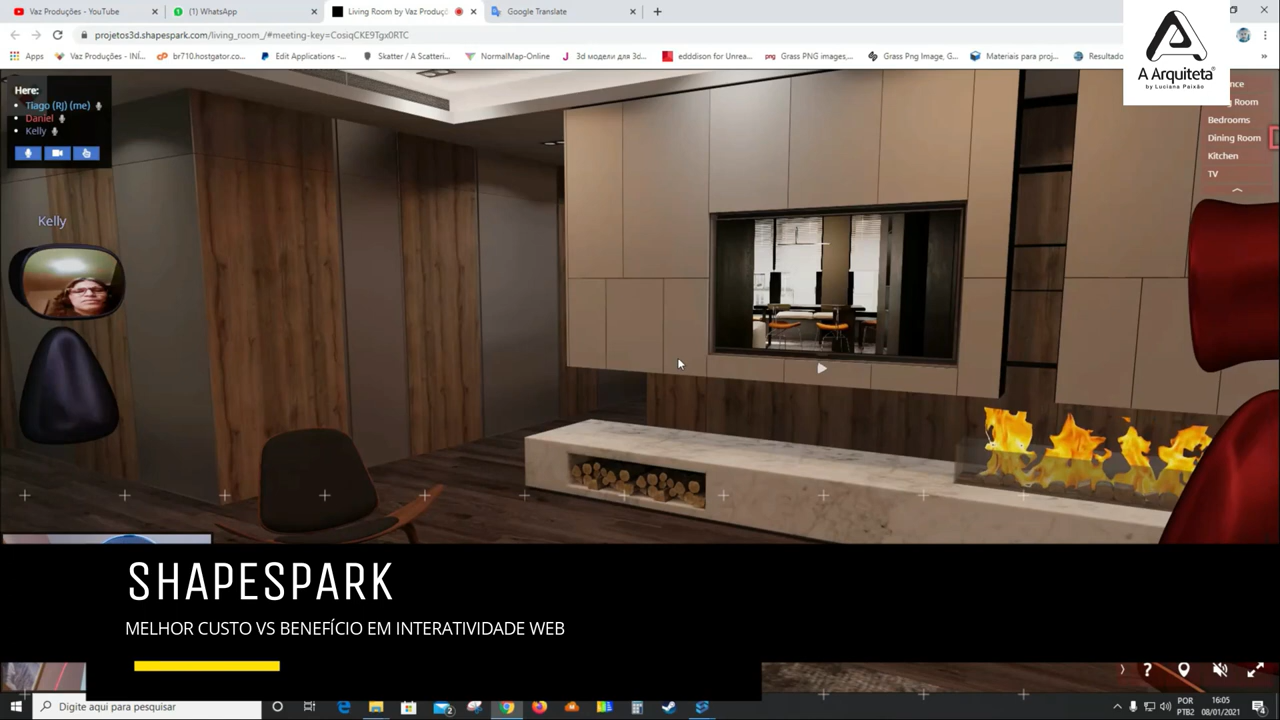 Vaz Produções - YouTube
(1) WhatsApp
Living Room by Vaz Produçõ
Google Translate
projetos3d.shapespark.com/living_room_/#meeting-key=CosiqCKE9Tgx0RTC
Apps
Vaz Produções - INÍ...
br710.hostgator.co...
Edit Applications -...
Skatter / A Scatteri...
NormalMap-Online
3d модели для 3d...
edddison for Unrea...
Grass PNG images,...
Grass Png Image, G...
Materiais para proj...
Resultado
»
A Arquiteta®
by Luciana Paixão
Here:
Tiago (RJ) (me)
Daniel
Kelly
Bedrooms
Dining Room
Kitchen
TV
Kelly
SHAPESPARK
MELHOR CUSTO VS BENEFÍCIO EM INTERATIVIDADE WEB
?
Digite aqui para pesquisar
POR
PTB2
16:05
08/01/2021